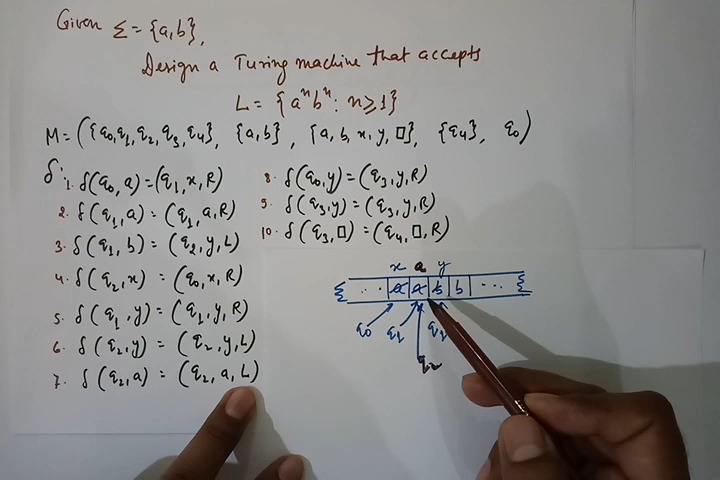 Given Σ = {a,b},
Design a Turing machine that accepts
L = {aⁿbⁿ : n ≥ 1}
M = ({q₀,q₁,q₂,q₃,q₄}, {a,b}, {a,b,x,y,□}, {q₄}, q₀)
δ:
1. δ(q₀,a) = (q₁,x,R)
2. δ(q₁,a) = (q₁,a,R)
3. δ(q₁,b) = (q₂,y,L)
4. δ(q₂,x) = (q₀,x,R)
5. δ(q₁,y) = (q₁,y,R)
6. δ(q₂,y) = (q₂,y,L)
7. δ(q₂,a) = (q₂,a,L)
8. δ(q₀,y) = (q₃,y,R)
9. δ(q₃,y) = (q₃,y,R)
10. δ(q₃,□) = (q₄,□,R)
x a y
... a a b b ...
q₀ q₁ q₁
q₂